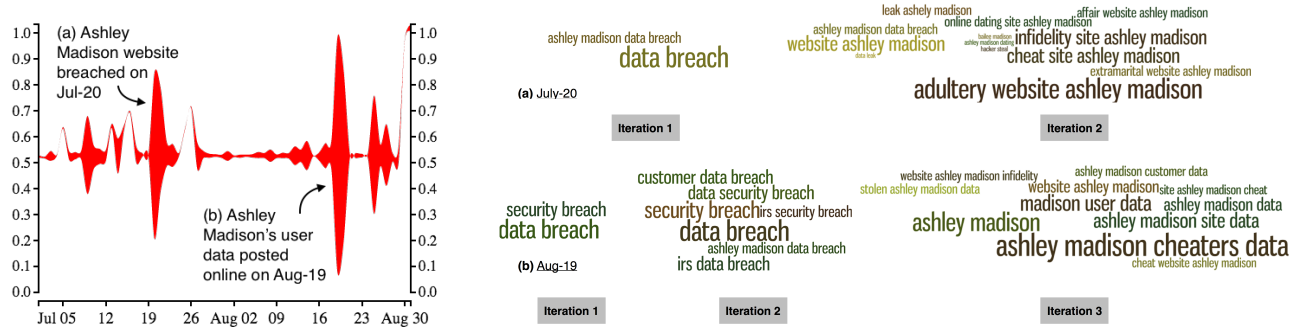 1.0
0.9
0.8
0.7
0.6
0.5
0.4
0.3
0.2
0.1
0.0
(a) Ashley
Madison website
breached on
Jul-20
(b) Ashley
Madison's user
data posted
online on Aug-19
1.0
0.9
0.8
0.7
0.6
0.5
0.4
0.3
0.2
0.1
0.0
Jul 05 12 19 26 Aug 02 09 16 23 Aug 30
ashley madison data breach
data breach
(a) July-20
Iteration 1
leak ashely madison
affair website ashley madison
online dating site ashley madison
ashley madison data breach
website ashley madison
hailee madison
ashley madison dating
hacker steal
infidelity site ashley madison
data leak
cheat site ashley madison
extramarital website ashley madison
adultery website ashley madison
Iteration 2
security breach
data breach
(b) Aug-19
Iteration 1
customer data breach
data security breach
security breach
irs security breach
data breach
ashley madison data breach
irs data breach
Iteration 2
website ashley madison infidelity
ashley madison customer data
stolen ashley madison data
website ashley madison
site ashley madison cheat
madison user data
ashley madison data
ashley madison
ashley madison site data
ashley madison cheaters data
cheat website ashley madison
Iteration 3